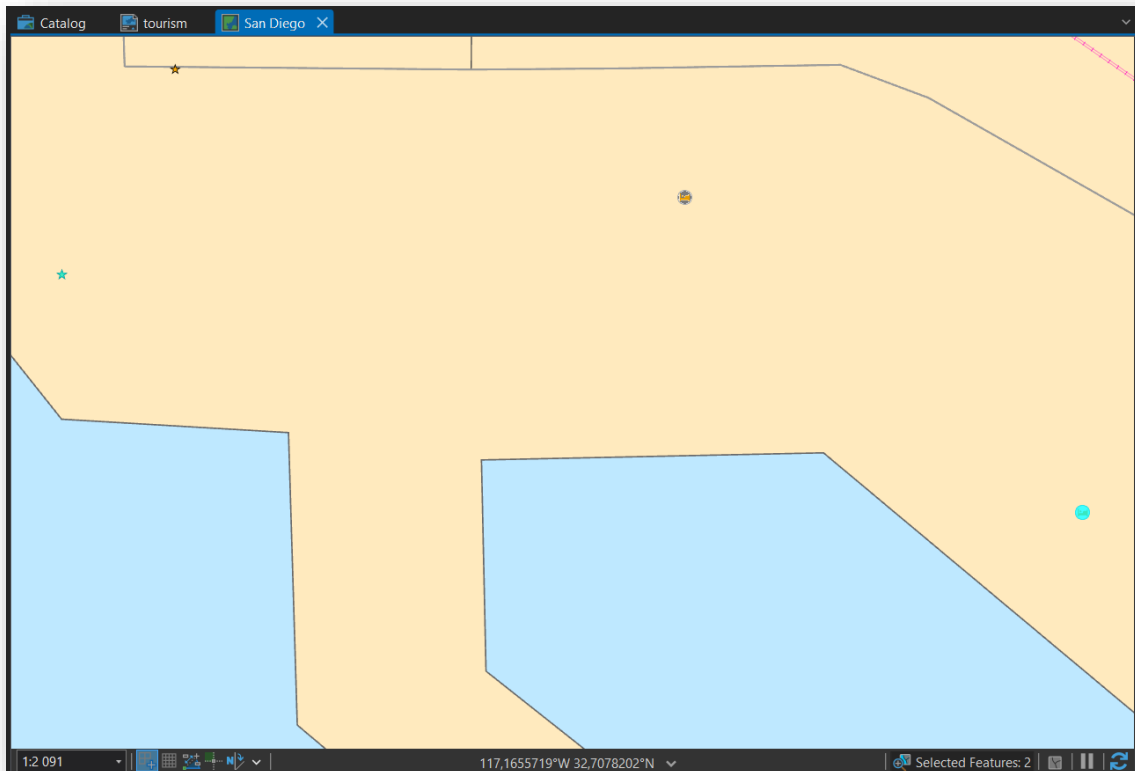 Catalog
tourism
San Diego
1:2 091
117,1655719°W 32,7078202°N
Selected Features: 2